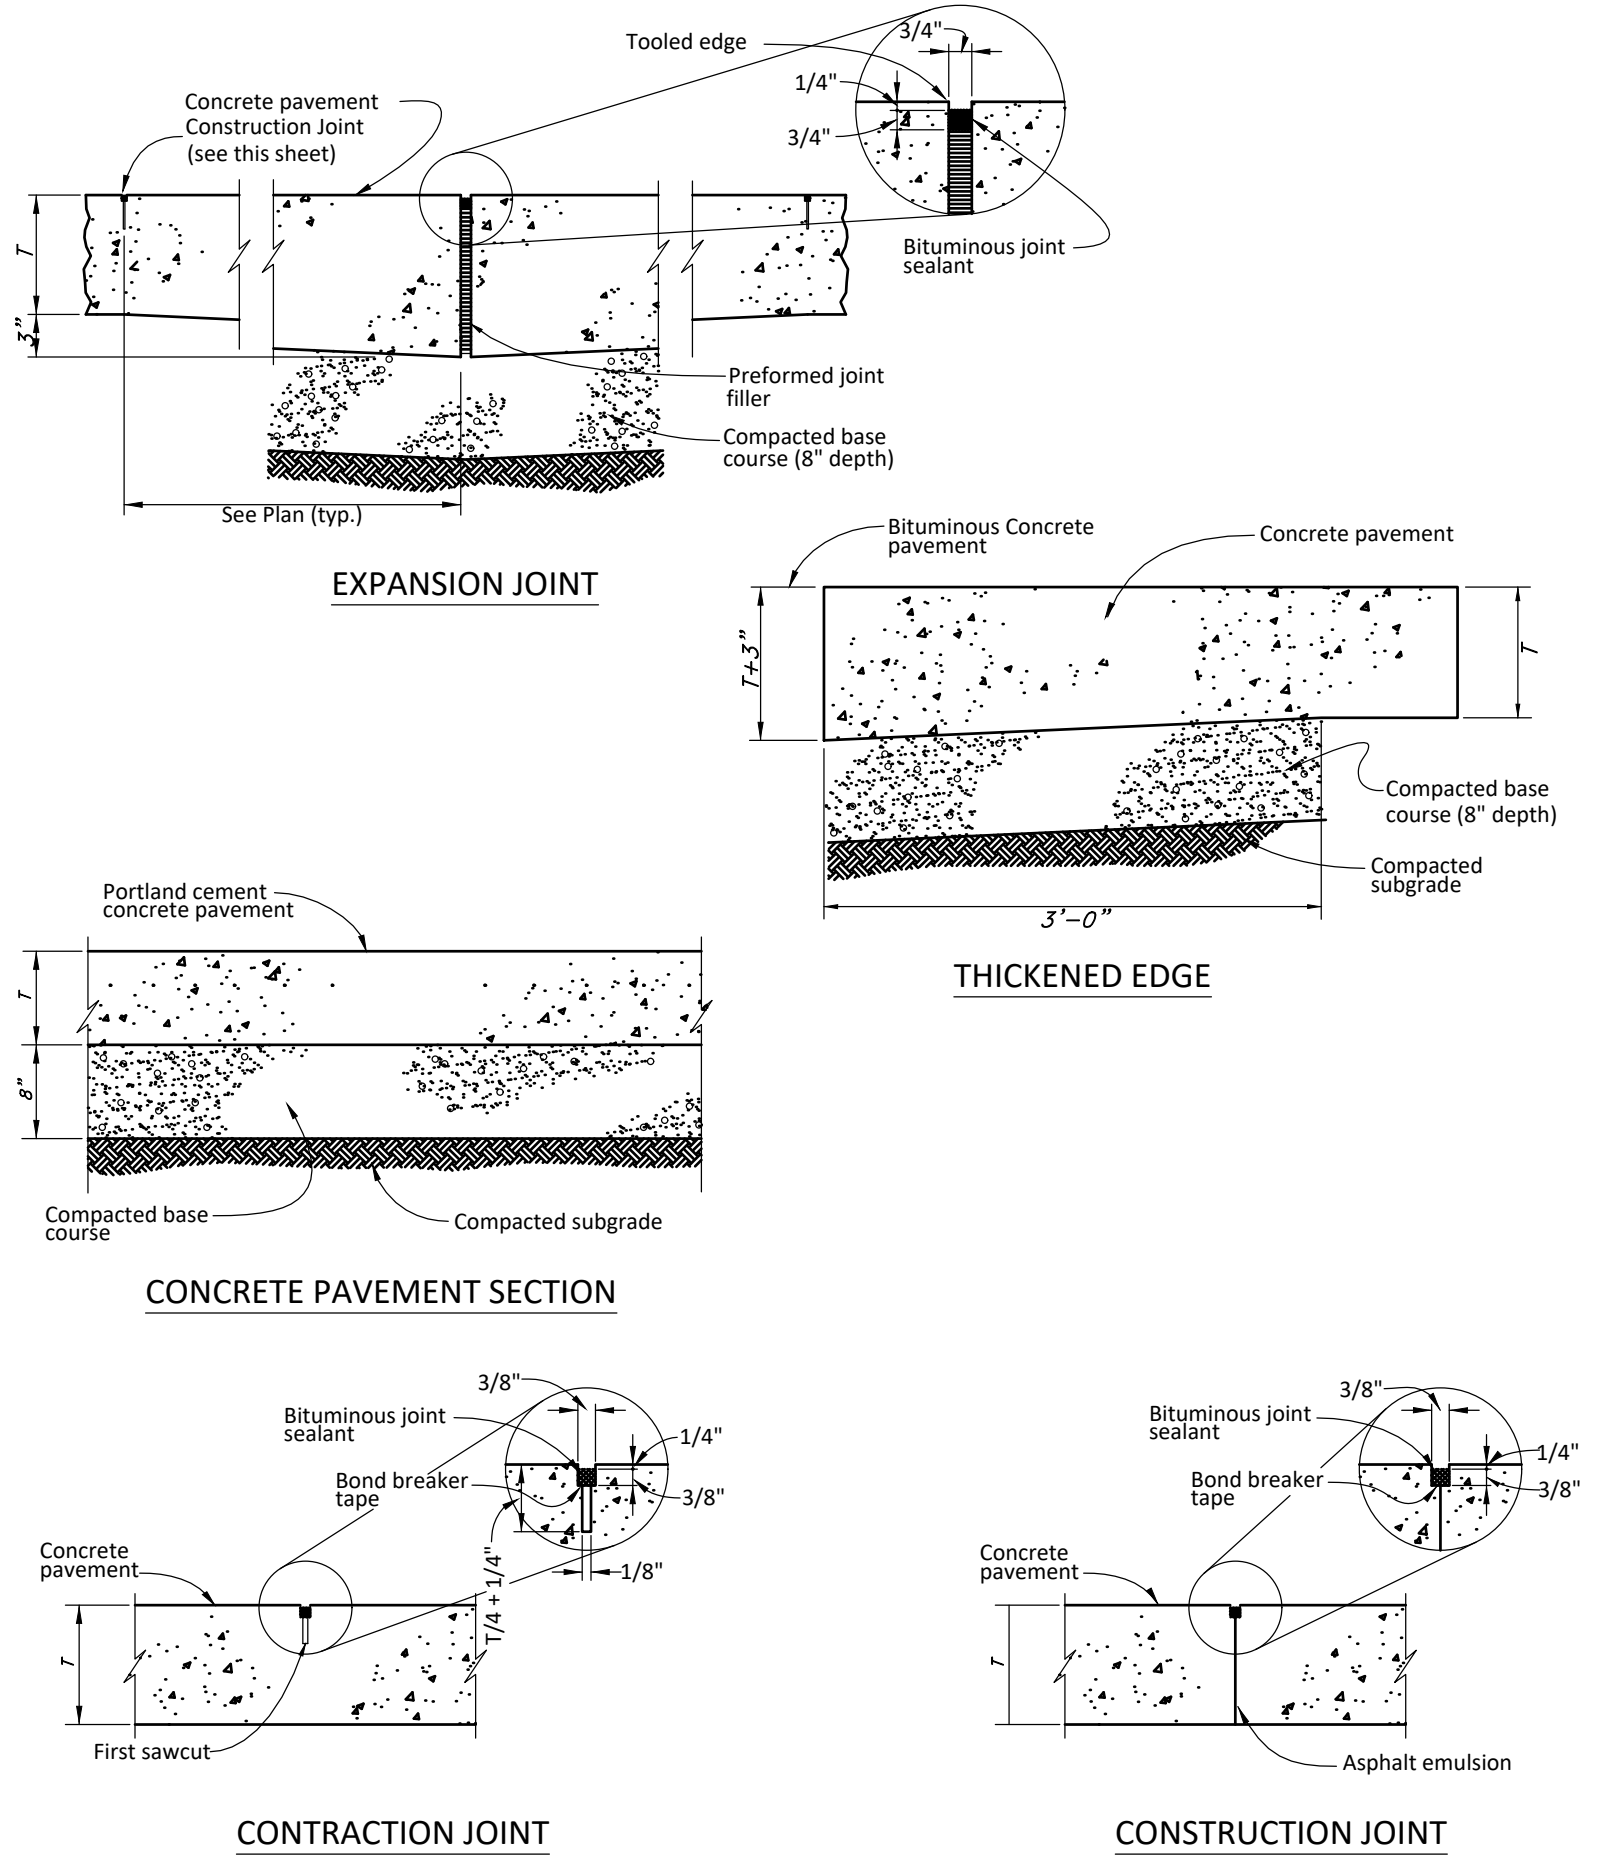 Tooled edge
3/4"
1/4"
3/4"
Concrete pavement
Construction Joint
(see this sheet)
Bituminous joint
sealant
T
3"
Preformed joint
filler
Compacted base
course (8" depth)
See Plan (typ.)
EXPANSION JOINT
Bituminous Concrete
pavement
Concrete pavement
T+3"
T
Compacted base
course (8" depth)
Compacted
subgrade
3'-0"
THICKENED EDGE
Portland cement
concrete pavement
T
8"
Compacted base
course
Compacted subgrade
CONCRETE PAVEMENT SECTION
3/8"
Bituminous joint
sealant
1/4"
Bond breaker
tape
3/8"
T/4 + 1/4"
1/8"
Concrete
pavement
T
First sawcut
CONTRACTION JOINT
3/8"
Bituminous joint
sealant
1/4"
Bond breaker
tape
3/8"
Concrete
pavement
T
Asphalt emulsion
CONSTRUCTION JOINT